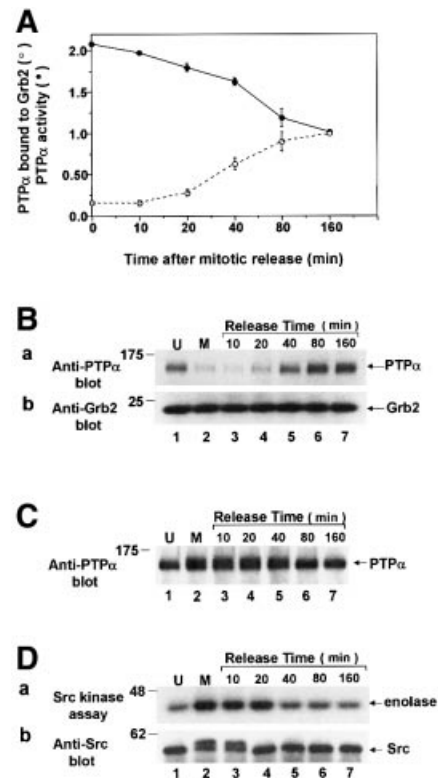 A
PTPα bound to Grb2 (○)
PTPα activity (•)
2.0
1.5
1.0
0.50
0.0
0 10 20 40 80 160
Time after mitotic release (min)
B
Release Time (min)
a 175 U M 10 20 40 80 160
Anti-PTPα blot
PTPα
b 25
Anti-Grb2 blot
Grb2
1 2 3 4 5 6 7
C
Release Time (min)
175 U M 10 20 40 80 160
Anti-PTPα blot
PTPα
1 2 3 4 5 6 7
D
Release Time (min)
a 48 U M 10 20 40 80 160
Src kinase assay
enolase
b 62
Anti-Src blot
Src
1 2 3 4 5 6 7